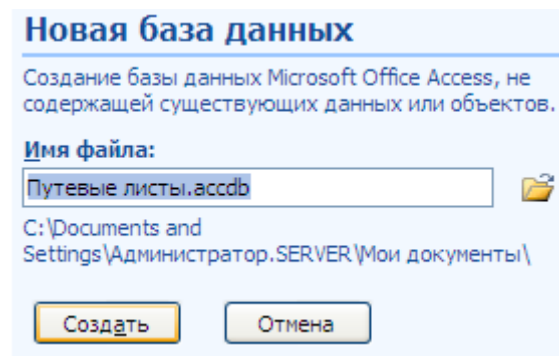 Новая база данных
Создание базы данных Microsoft Office Access, не
содержащей существующих данных или объектов.
Имя файла:
Путевые листы.accdb
C:\Documents and
Settings\Администратор.SERVER\Мои документы\
Создать Отмена